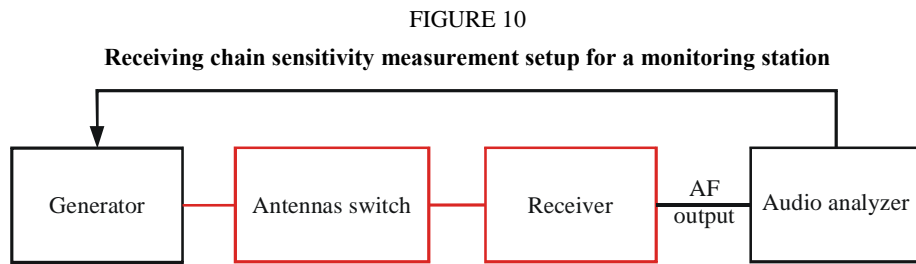 FIGURE 10
Receiving chain sensitivity measurement setup for a monitoring station
Generator
Antennas switch
Receiver
AF
output
Audio analyzer